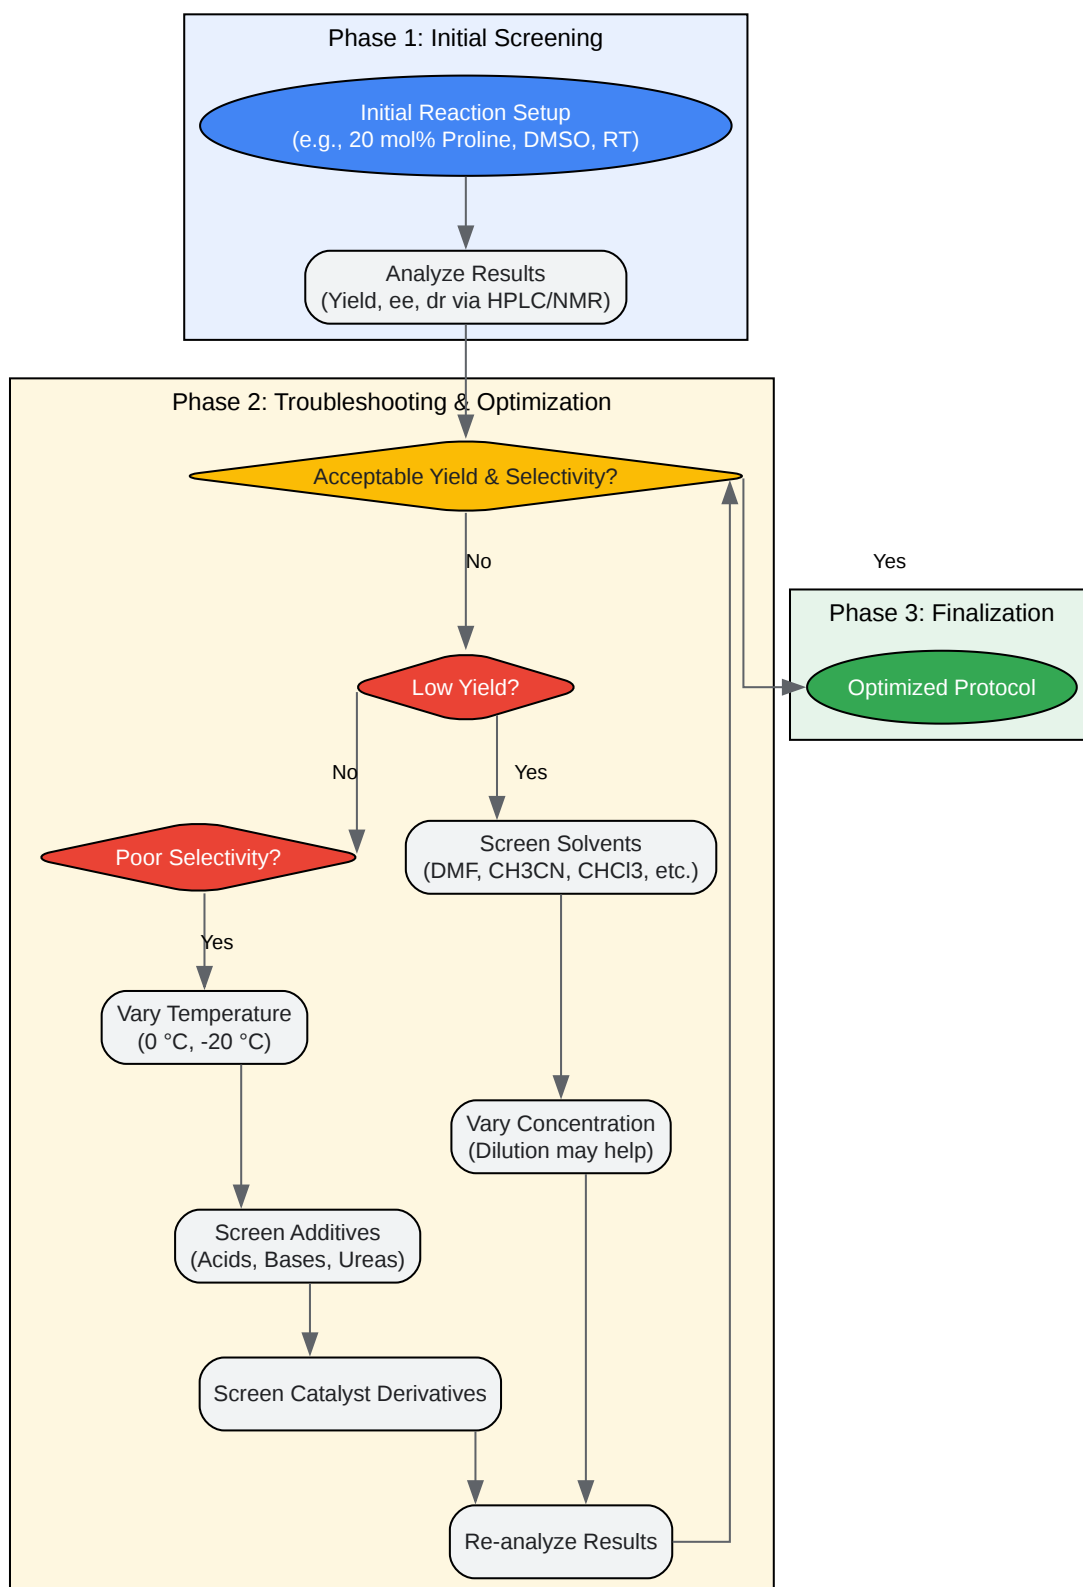 Phase 1: Initial Screening
Initial Reaction Setup
(e.g., 20 mol% Proline, DMSO, RT)
Analyze Results
(Yield, ee, dr via HPLC/NMR)
Phase 2: Troubleshooting & Optimization
Acceptable Yield & Selectivity?
No
Yes
Phase 3: Finalization
Optimized Protocol
Low Yield?
No
Yes
Poor Selectivity?
Screen Solvents
(DMF, CH3CN, CHCl3, etc.)
Yes
Vary Temperature
(0 °C, -20 °C)
Vary Concentration
(Dilution may help)
Screen Additives
(Acids, Bases, Ureas)
Screen Catalyst Derivatives
Re-analyze Results